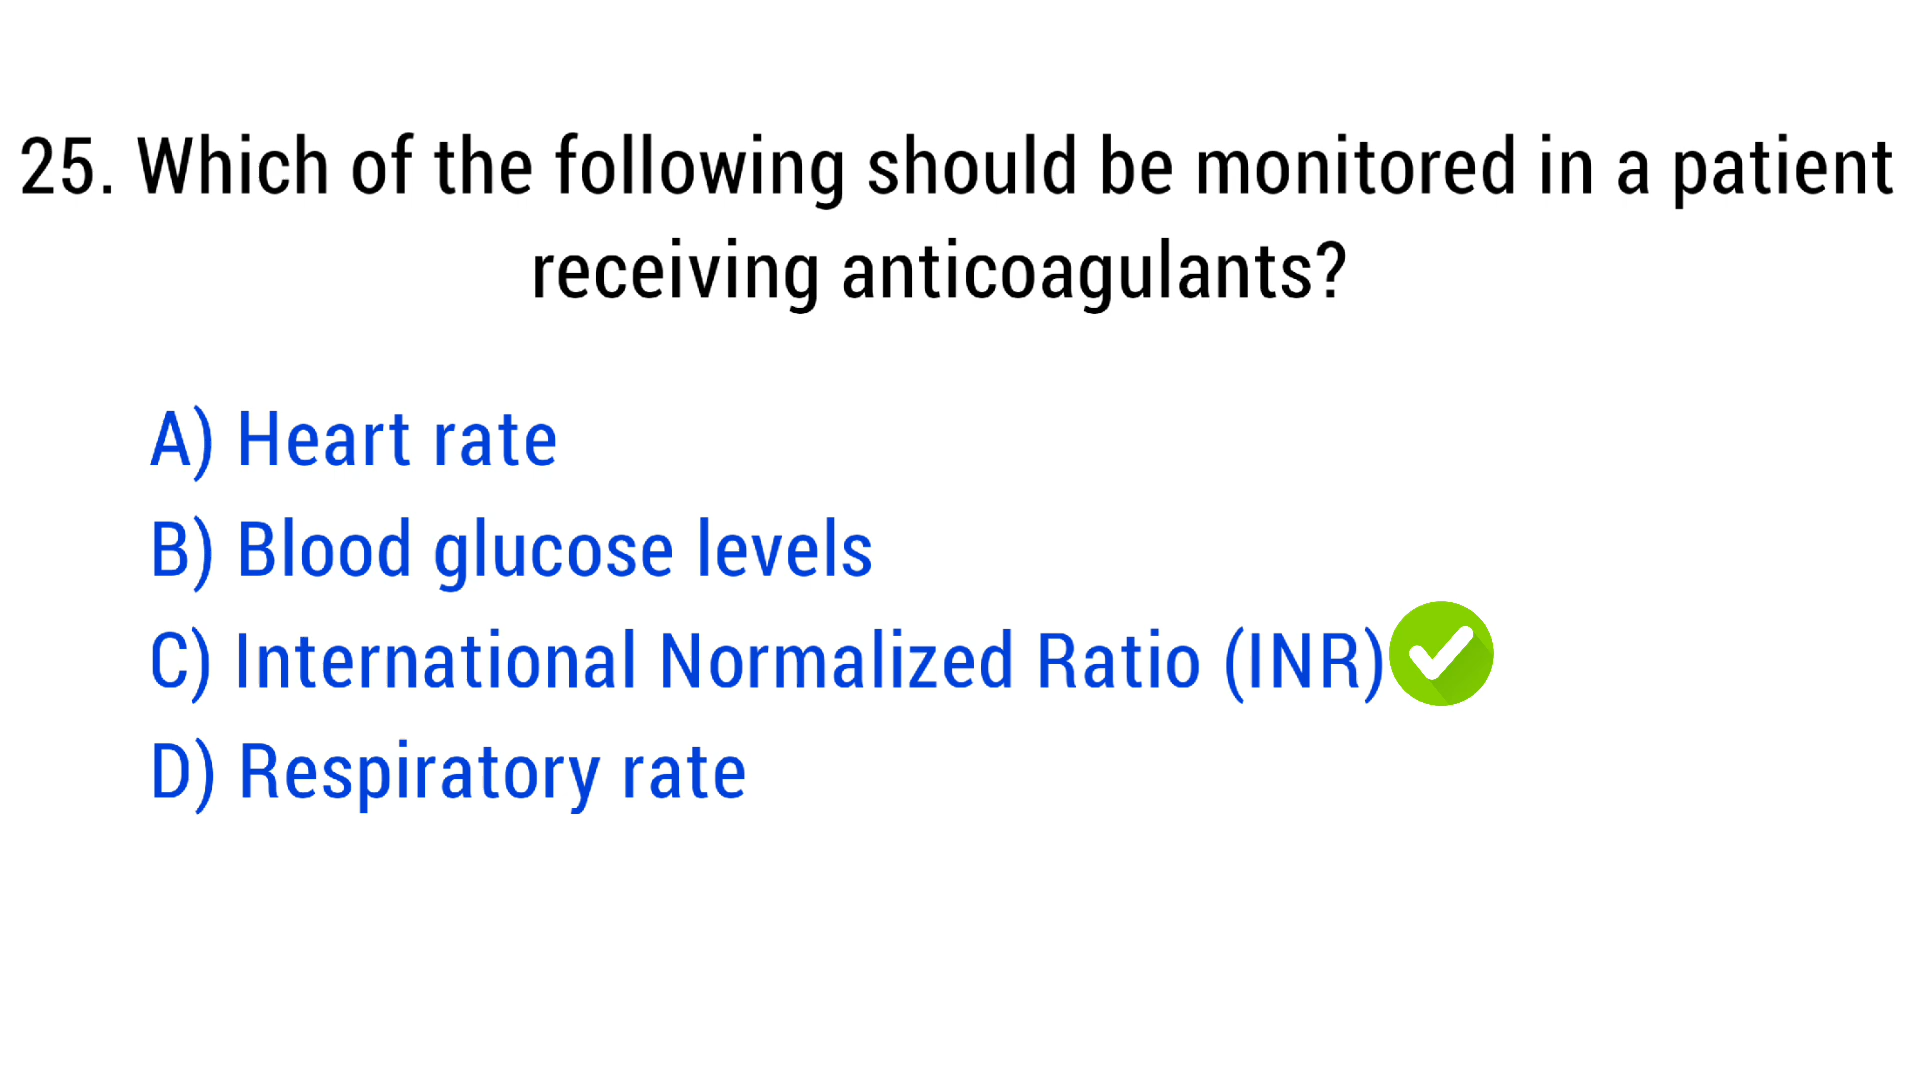 25. Which of the following should be monitored in a patient
receiving anticoagulants?
A) Heart rate
B) Blood glucose levels
C) International Normalized Ratio (INR)
D) Respiratory rate